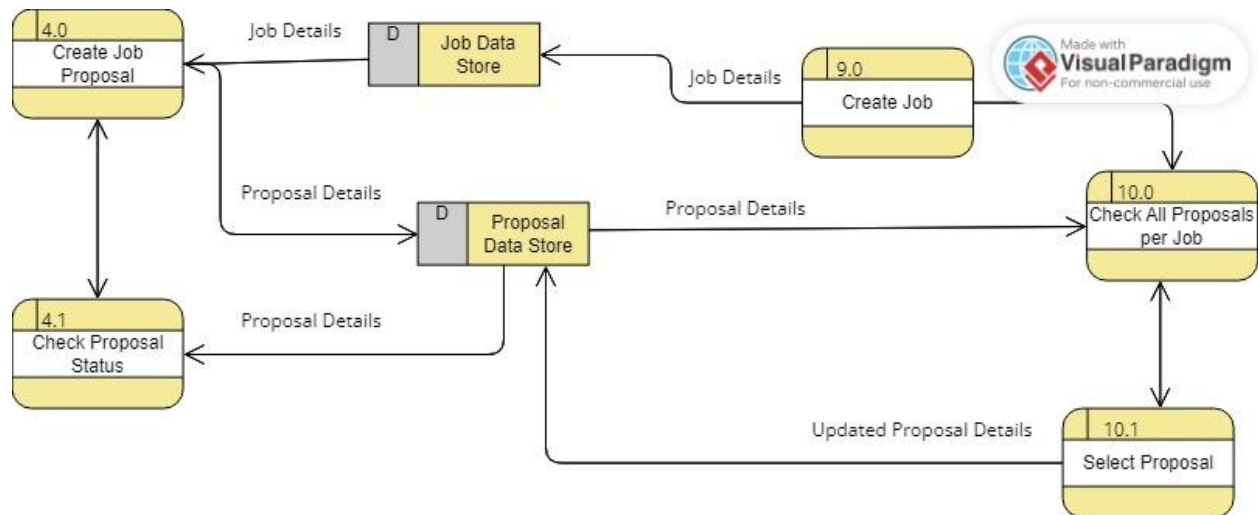 4.0
Create Job
Proposal
Job Details
D
Job Data
Store
Job Details
9.0
Create Job
Made with
Visual Paradigm
For non-commercial use
Proposal Details
D
Proposal
Data Store
Proposal Details
10.0
Check All Proposals
per Job
4.1
Check Proposal
Status
Proposal Details
Updated Proposal Details
10.1
Select Proposal